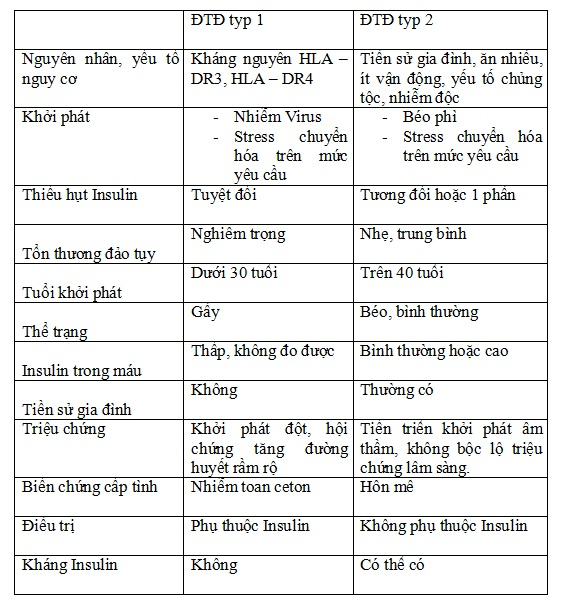 ĐTĐ typ 1 ĐTĐ typ 2
Nguyên nhân, yếu tố Kháng nguyên HLA – Tiền sử gia đình, ăn nhiều,
nguy cơ DR3, HLA – DR4 ít vận động, yếu tố chủng
tộc, nhiễm độc
Khởi phát - Nhiễm Virus - Béo phì
- Stress chuyển - Stress chuyển hóa
hóa trên mức trên mức yêu cầu
yêu cầu
Thiếu hụt Insulin Tuyệt đối Tương đối hoặc 1 phần
Tổn thương đảo tụy Nghiêm trọng Nhẹ, trung bình
Tuổi khởi phát Dưới 30 tuổi Trên 40 tuổi
Thể trạng Gầy Béo, bình thường
Insulin trong máu Thấp, không đo được Bình thường hoặc cao
Tiền sử gia đình Không Thường có
Triệu chứng Khởi phát đột, hội Tiến triển khởi phát âm
chứng tăng đường thầm, không bộc lộ triệu
huyết rầm rộ chứng lâm sàng.
Biến chứng cấp tính Nhiễm toan ceton Hôn mê
Điều trị Phụ thuộc Insulin Không phụ thuộc Insulin
Kháng Insulin Không Có thể có